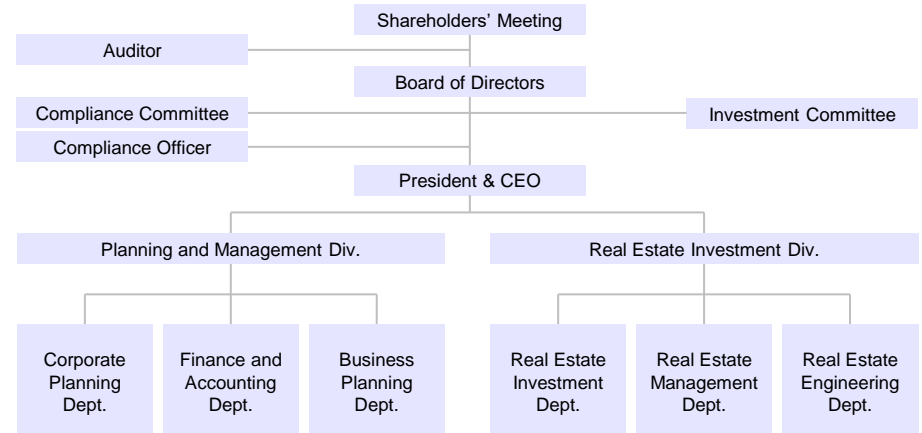 Shareholders’ Meeting
Auditor
Board of Directors
Compliance Committee
Investment Committee
Compliance Officer
President & CEO
Planning and Management Div.
Real Estate Investment Div.
Corporate
Planning
Dept.
Finance and
Accounting
Dept.
Business
Planning
Dept.
Real Estate
Investment
Dept.
Real Estate
Management
Dept.
Real Estate
Engineering
Dept.